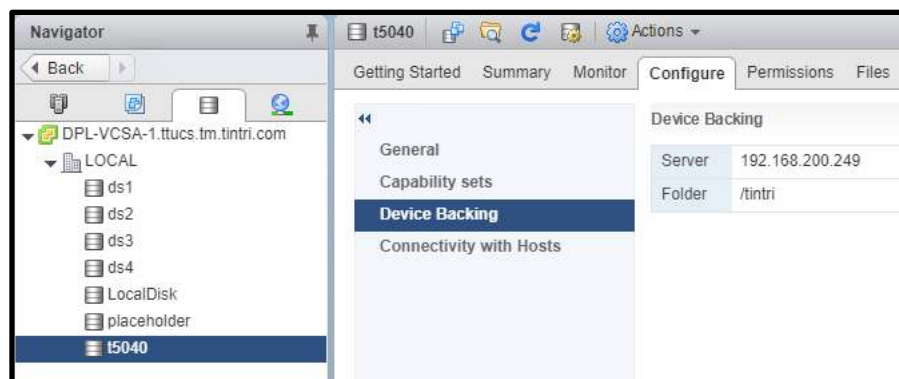 Navigator
Back
DPL-VCSA-1.ttucs.tm.tintri.com
LOCAL
ds1
ds2
ds3
ds4
LocalDisk
placeholder
t5040
t5040 Actions
Getting Started Summary Monitor Configure Permissions Files
General
Capability sets
Device Backing
Connectivity with Hosts
Device Backing
Server 192.168.200.249
Folder /tintri